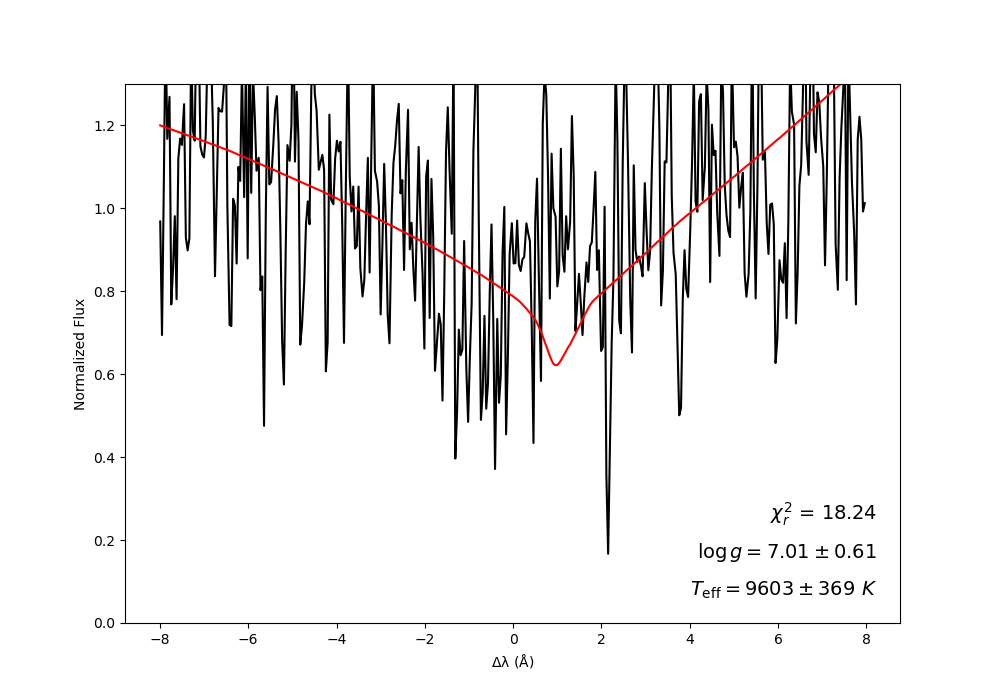 Normalized Flux
1.2
1.0
0.8
0.6
0.4
0.2
0.0
χ²ᵣ = 18.24
log g = 7.01 ± 0.61
T_eff = 9603 ± 369 K
−8 −6 −4 −2 0 2 4 6 8
Δλ (Å)